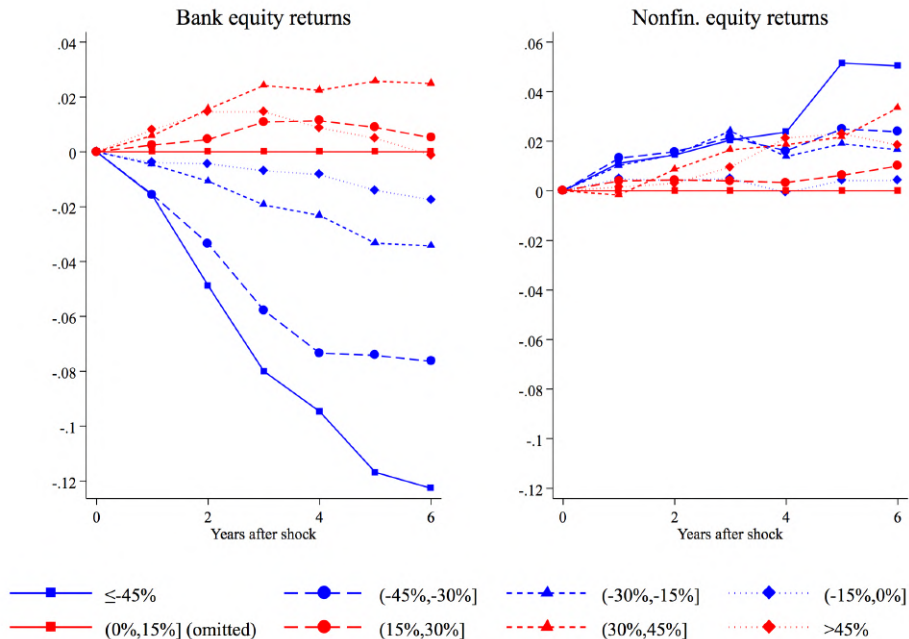 Bank equity returns
.04
.02
0
-.02
-.04
-.06
-.08
-.1
-.12
0 2 4 6
Years after shock
Nonfin. equity returns
.06
.04
.02
0
-.02
-.04
-.06
-.08
-.1
-.12
0 2 4 6
Years after shock
≤-45% (-45%,-30%] (-30%,-15%] (-15%,0%]
(0%,15%] (omitted) (15%,30%] (30%,45%] >45%